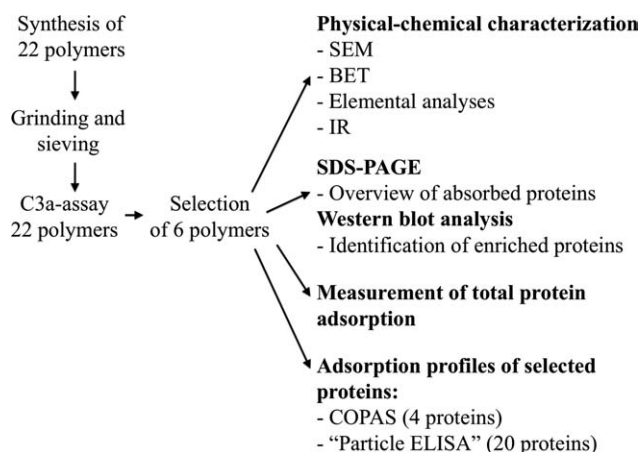 Synthesis of
22 polymers
Grinding and
sieving
C3a-assay
22 polymers
Selection
of 6 polymers
Physical-chemical characterization
- SEM
- BET
- Elemental analyses
- IR
SDS-PAGE
- Overview of absorbed proteins
Western blot analysis
- Identification of enriched proteins
Measurement of total protein
adsorption
Adsorption profiles of selected
proteins:
- COPAS (4 proteins)
- “Particle ELISA” (20 proteins)